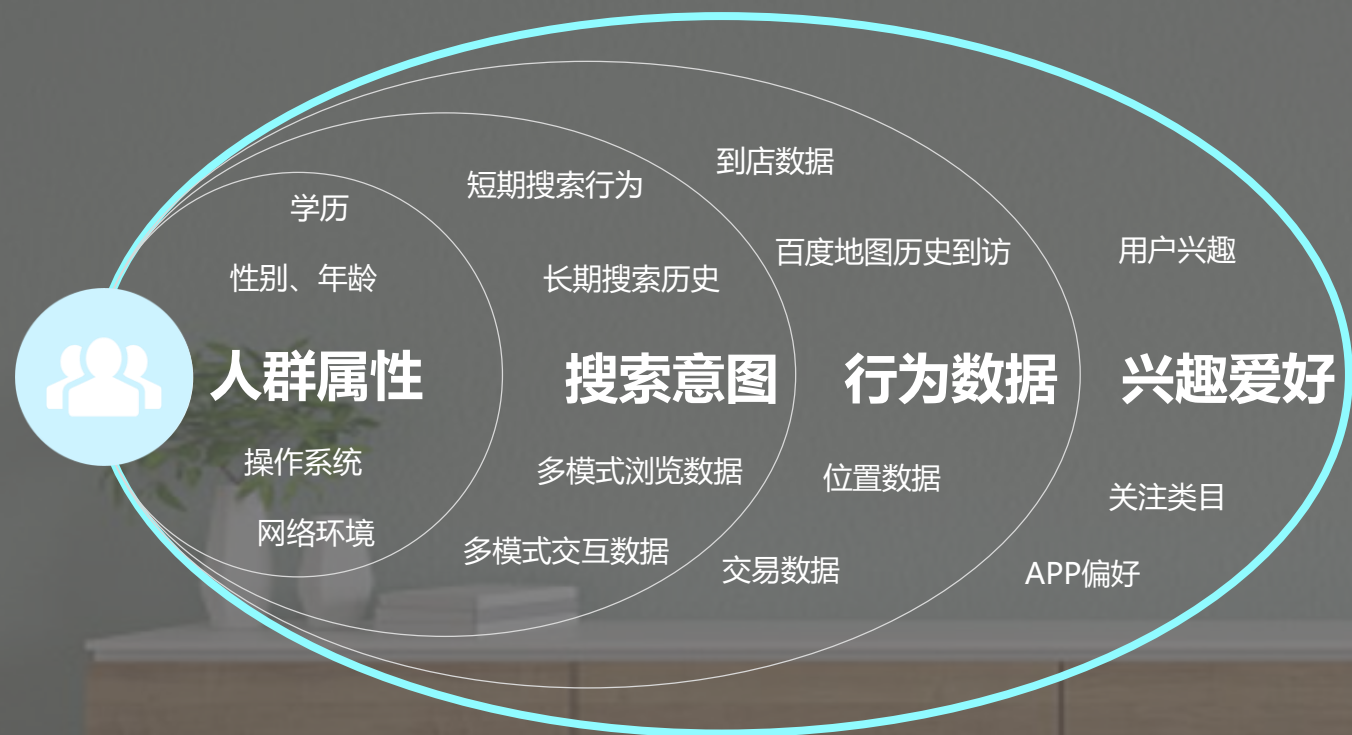 学历
性别、年龄
人群属性
操作系统
网络环境
短期搜索行为
长期搜索历史
搜索意图
多模式浏览数据
多模式交互数据
到店数据
百度地图历史到访
行为数据
位置数据
交易数据
用户兴趣
兴趣爱好
关注类目
APP偏好